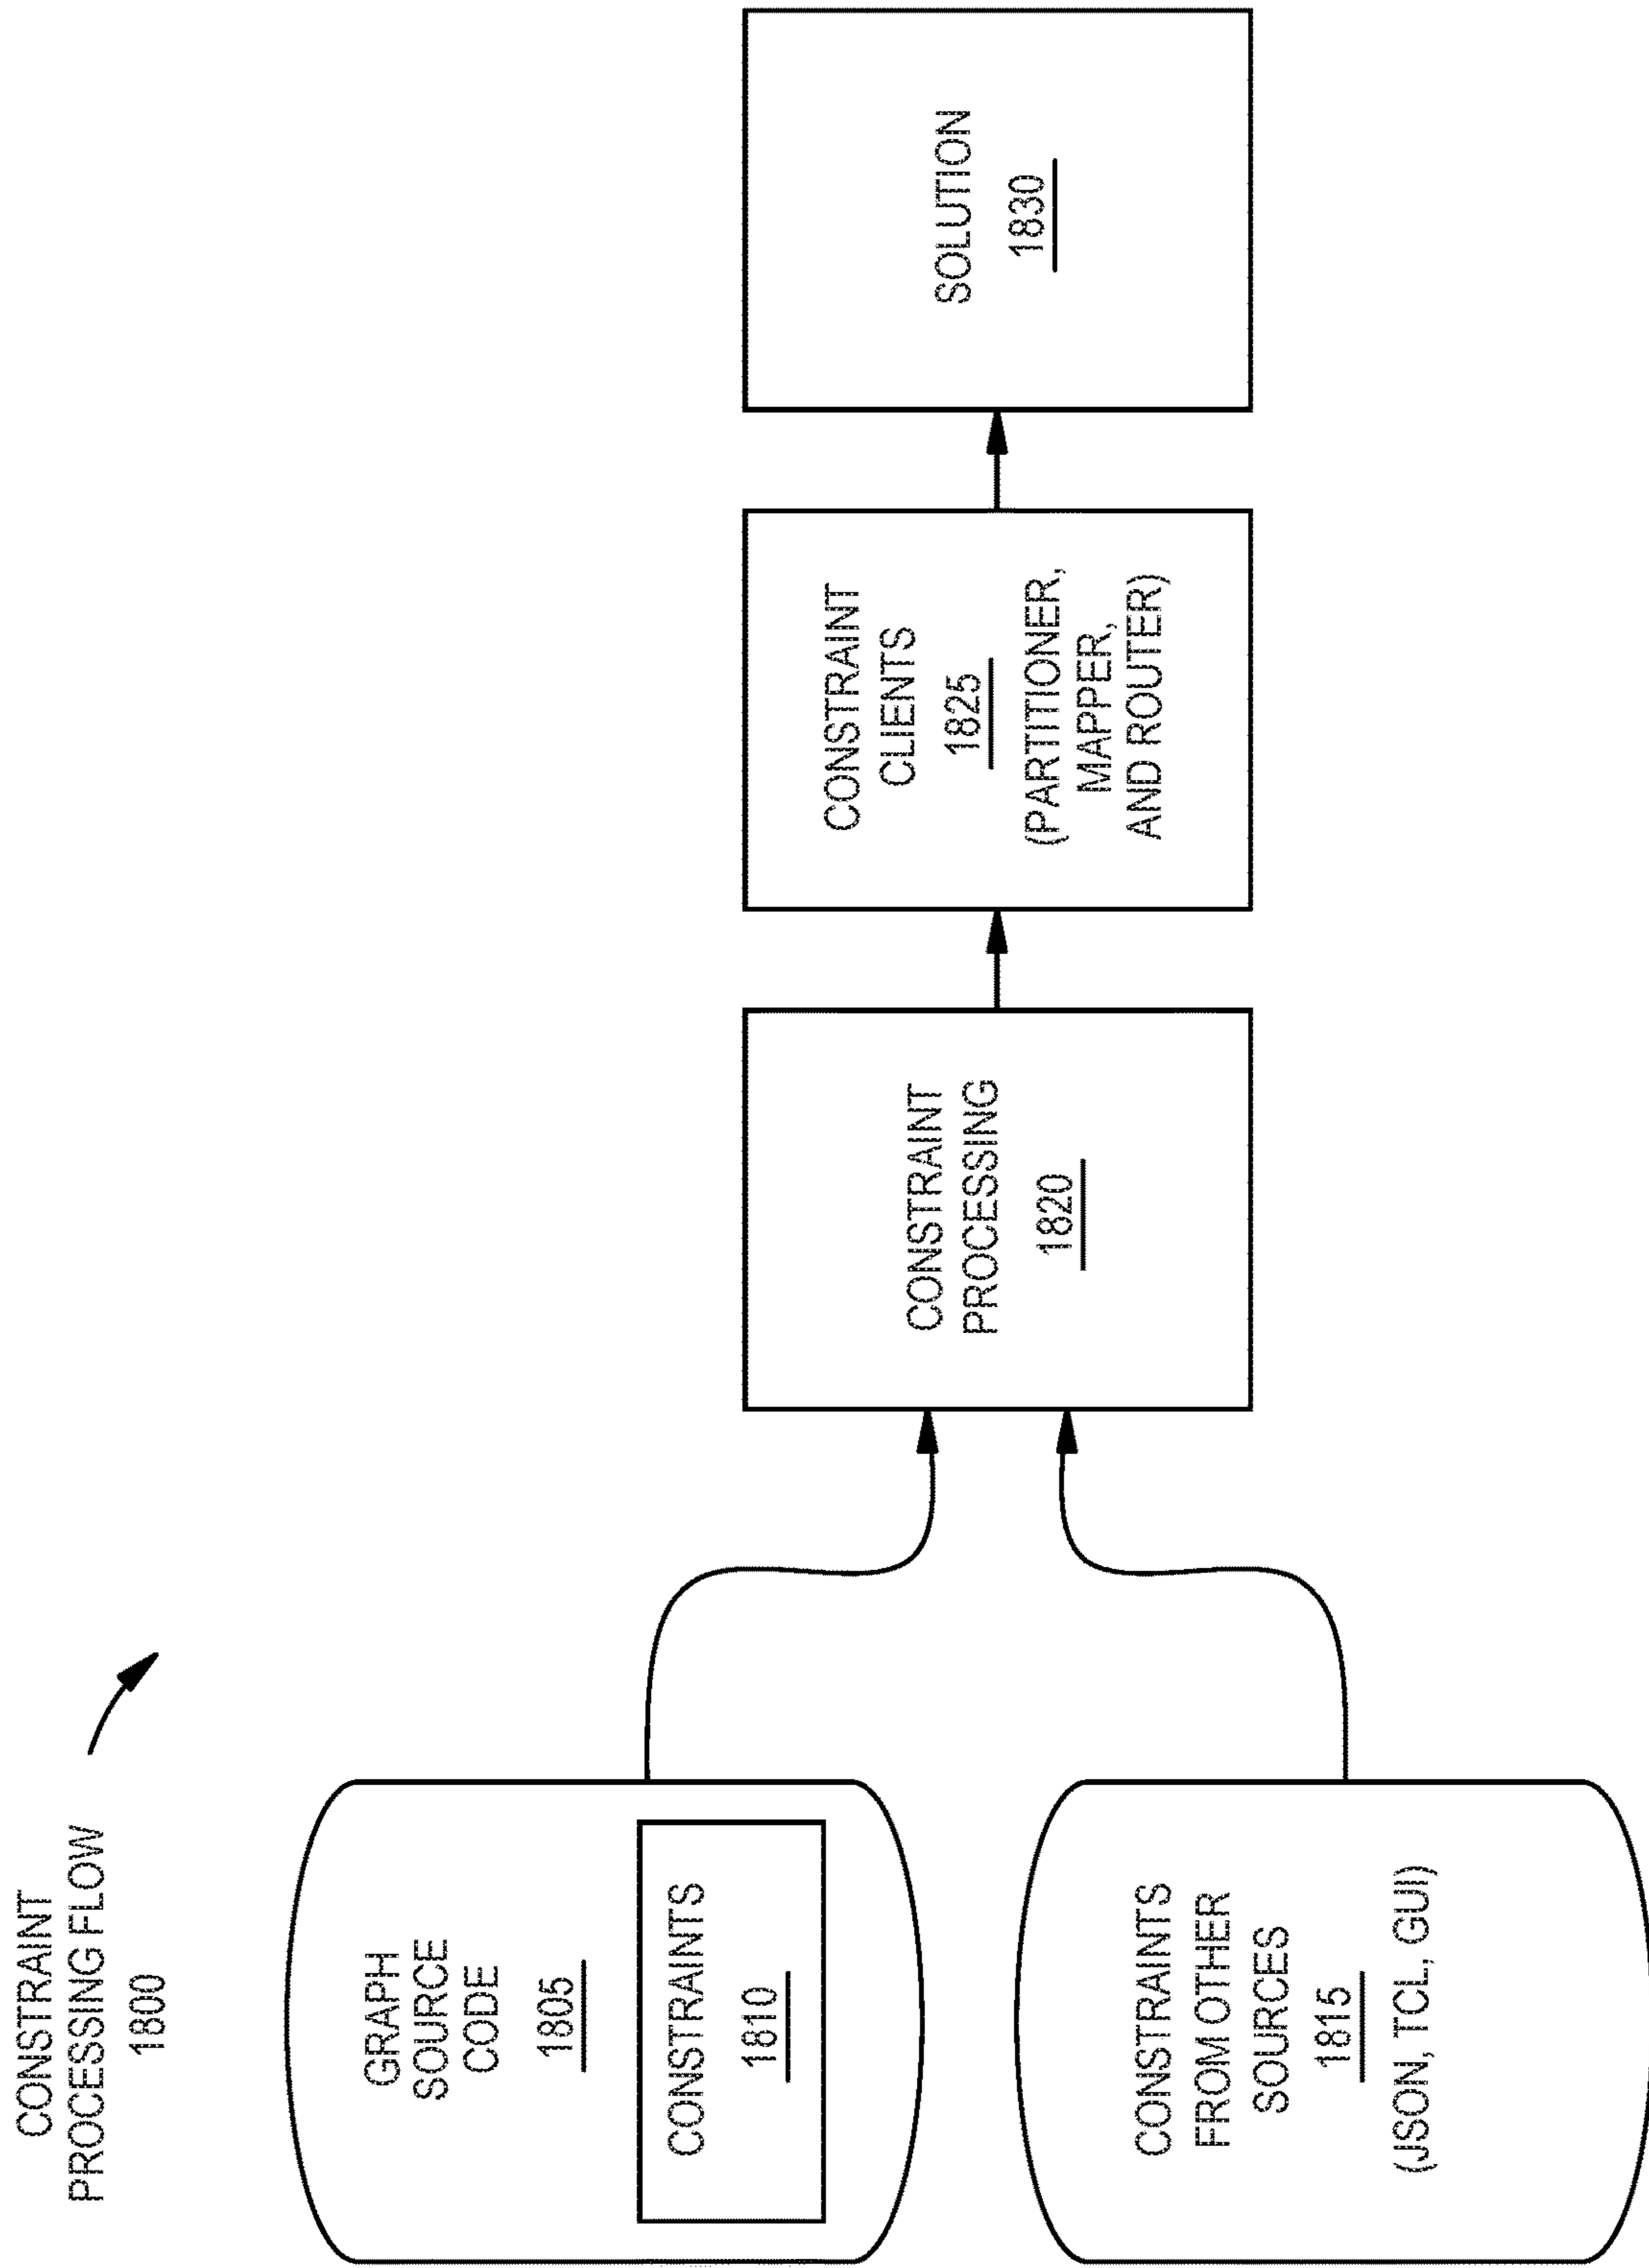 CONSTRAINT
PROCESSING FLOW
1800
GRAPH
SOURCE
CODE
1805
CONSTRAINTS
1810
CONSTRAINTS
FROM OTHER
SOURCES
1815
(JSON, TCL, GUI)
CONSTRAINT
PROCESSING
1820
CONSTRAINT
CLIENTS
1825
(PARTITIONER,
MAPPER,
AND ROUTER)
SOLUTION
1830